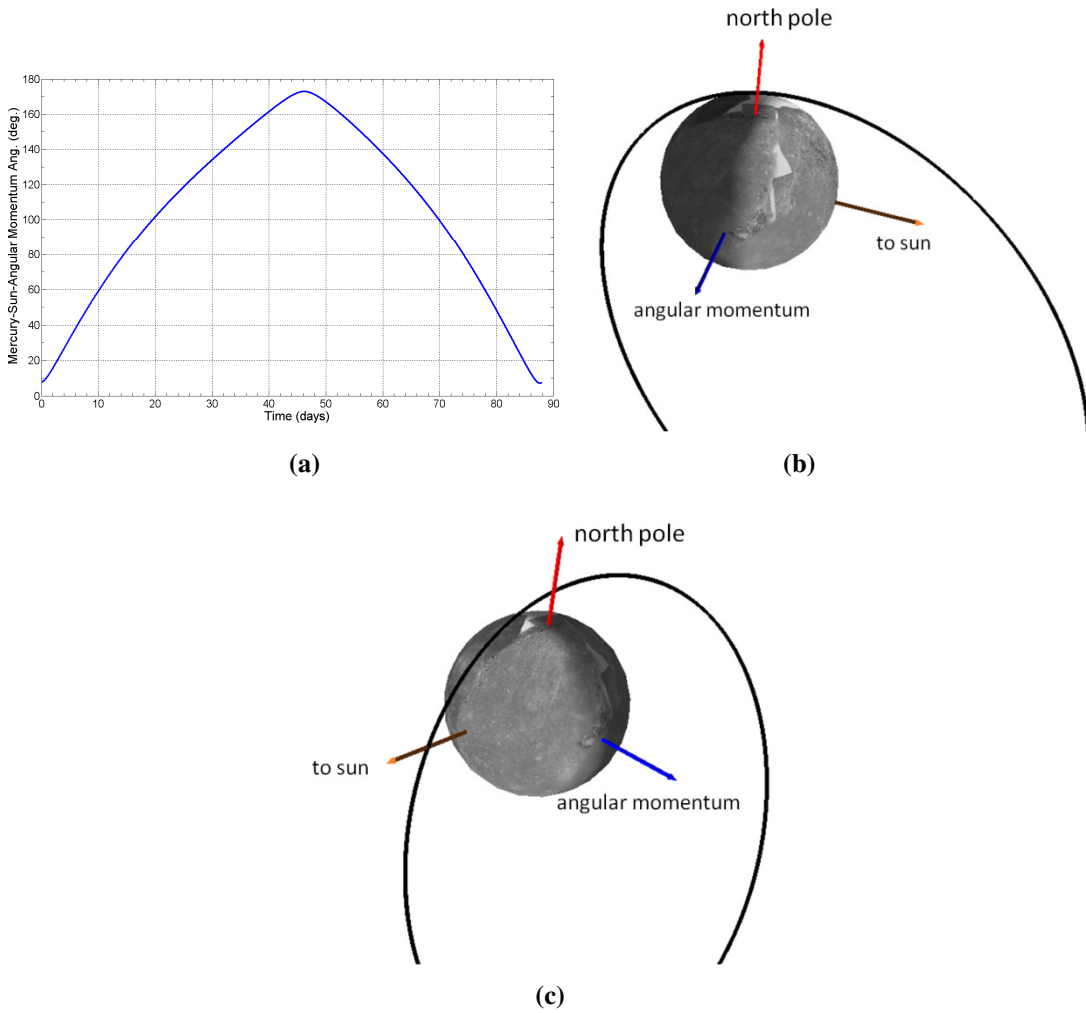 180
160
140
120
100
80
60
40
20
0
Mercury-Sun-Angular Momentum Ang. (deg.)
0 10 20 30 40 50 60 70 80 90
Time (days)
(a)
north pole
to sun
angular momentum
(b)
north pole
to sun
angular momentum
(c)